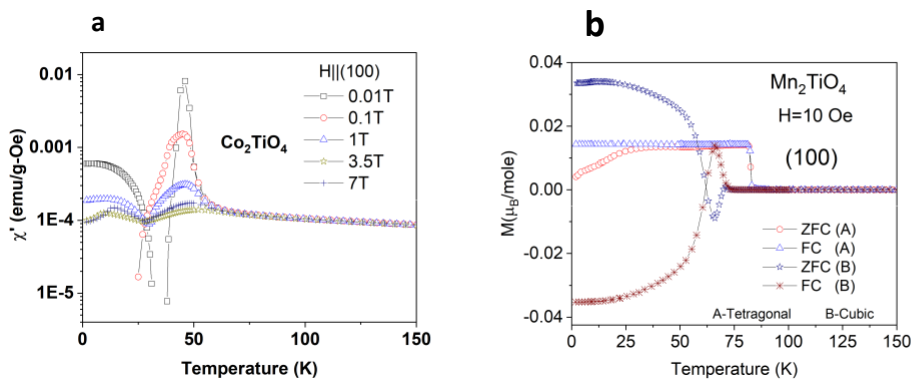 a
χ' (emu/g-Oe)
0.01
0.001
1E-4
1E-5
H||(100)
0.01T
0.1T
1T
3.5T
7T
Co₂TiO₄
0
50
100
150
Temperature (K)
b
M(μB/mole)
0.04
0.02
0.00
-0.02
-0.04
Mn₂TiO₄
H=10 Oe
(100)
ZFC (A)
FC (A)
ZFC (B)
FC (B)
A-Tetragonal B-Cubic
0 25 50 75 100 125 150
Temperature (K)